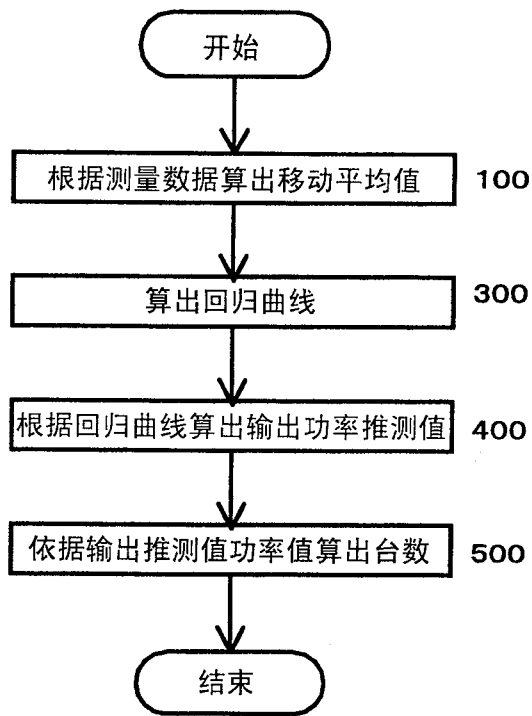 开始
根据测量数据算出移动平均值 100
算出回归曲线 300
根据回归曲线算出输出功率推测值 400
依据输出推测值功率值算出台数 500
结束